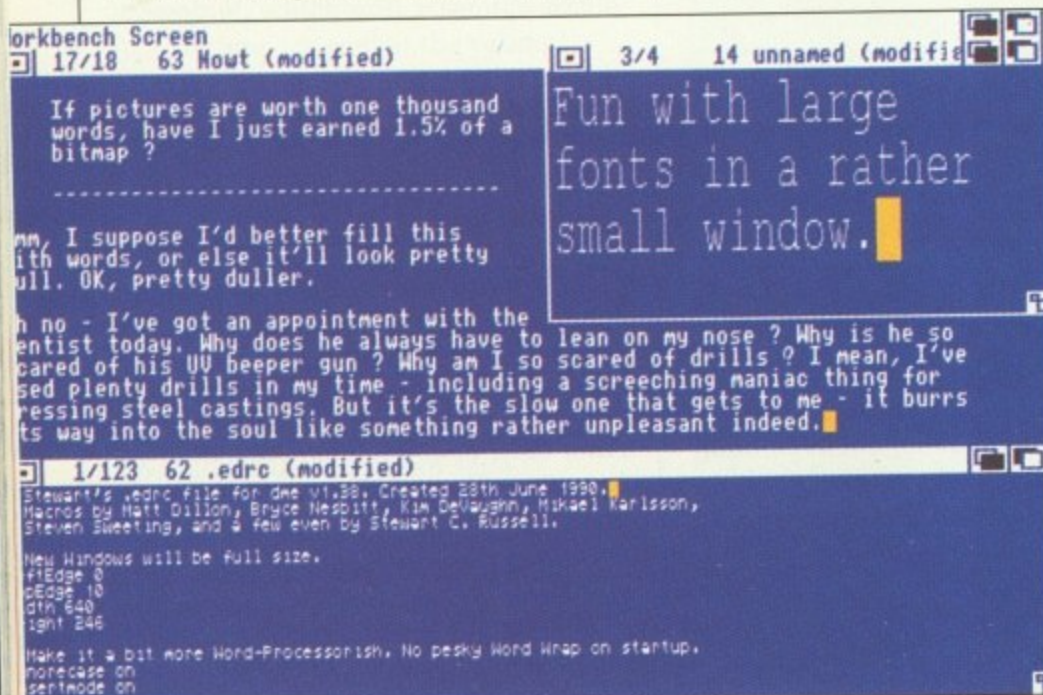 orkbench Screen
17/18 63 Nowt (modified)
If pictures are worth one thousand
words, have I just earned 1.5% of a
bitmap ?
-----------------------------------
mm, I suppose I'd better fill this
ith words, or else it'll look pretty
ull. OK, pretty duller.
h no - I've got an appointment with the
entist today. Why does he always have to lean on my nose ? Why is he so
cared of his UV beeper gun ? Why am I so scared of drills ? I mean, I've
sed plenty drills in my time - including a screeching maniac thing for
ressing steel castings. But it's the slow one that gets to me - it burrs
ts way into the soul like something rather unpleasant indeed.
3/4 14 unnamed (modifie
Fun with large
fonts in a rather
small window.
1/123 62 .edrc (modified)
Stewart's .edrc file for dme v1.38. Created 28th June 1990.
Macros by Matt Dillon, Bryce Nesbitt, Kim DeVaughn, Mikael Karlsson,
Steven Sweeting, and a few even by Stewart C. Russell.
New Windows will be full size.
ftEdge 0
pEdge 10
dth 640
ight 246
Make it a bit more Word-Processorish. No pesky Word Wrap on startup.
norecase on
sertmode on